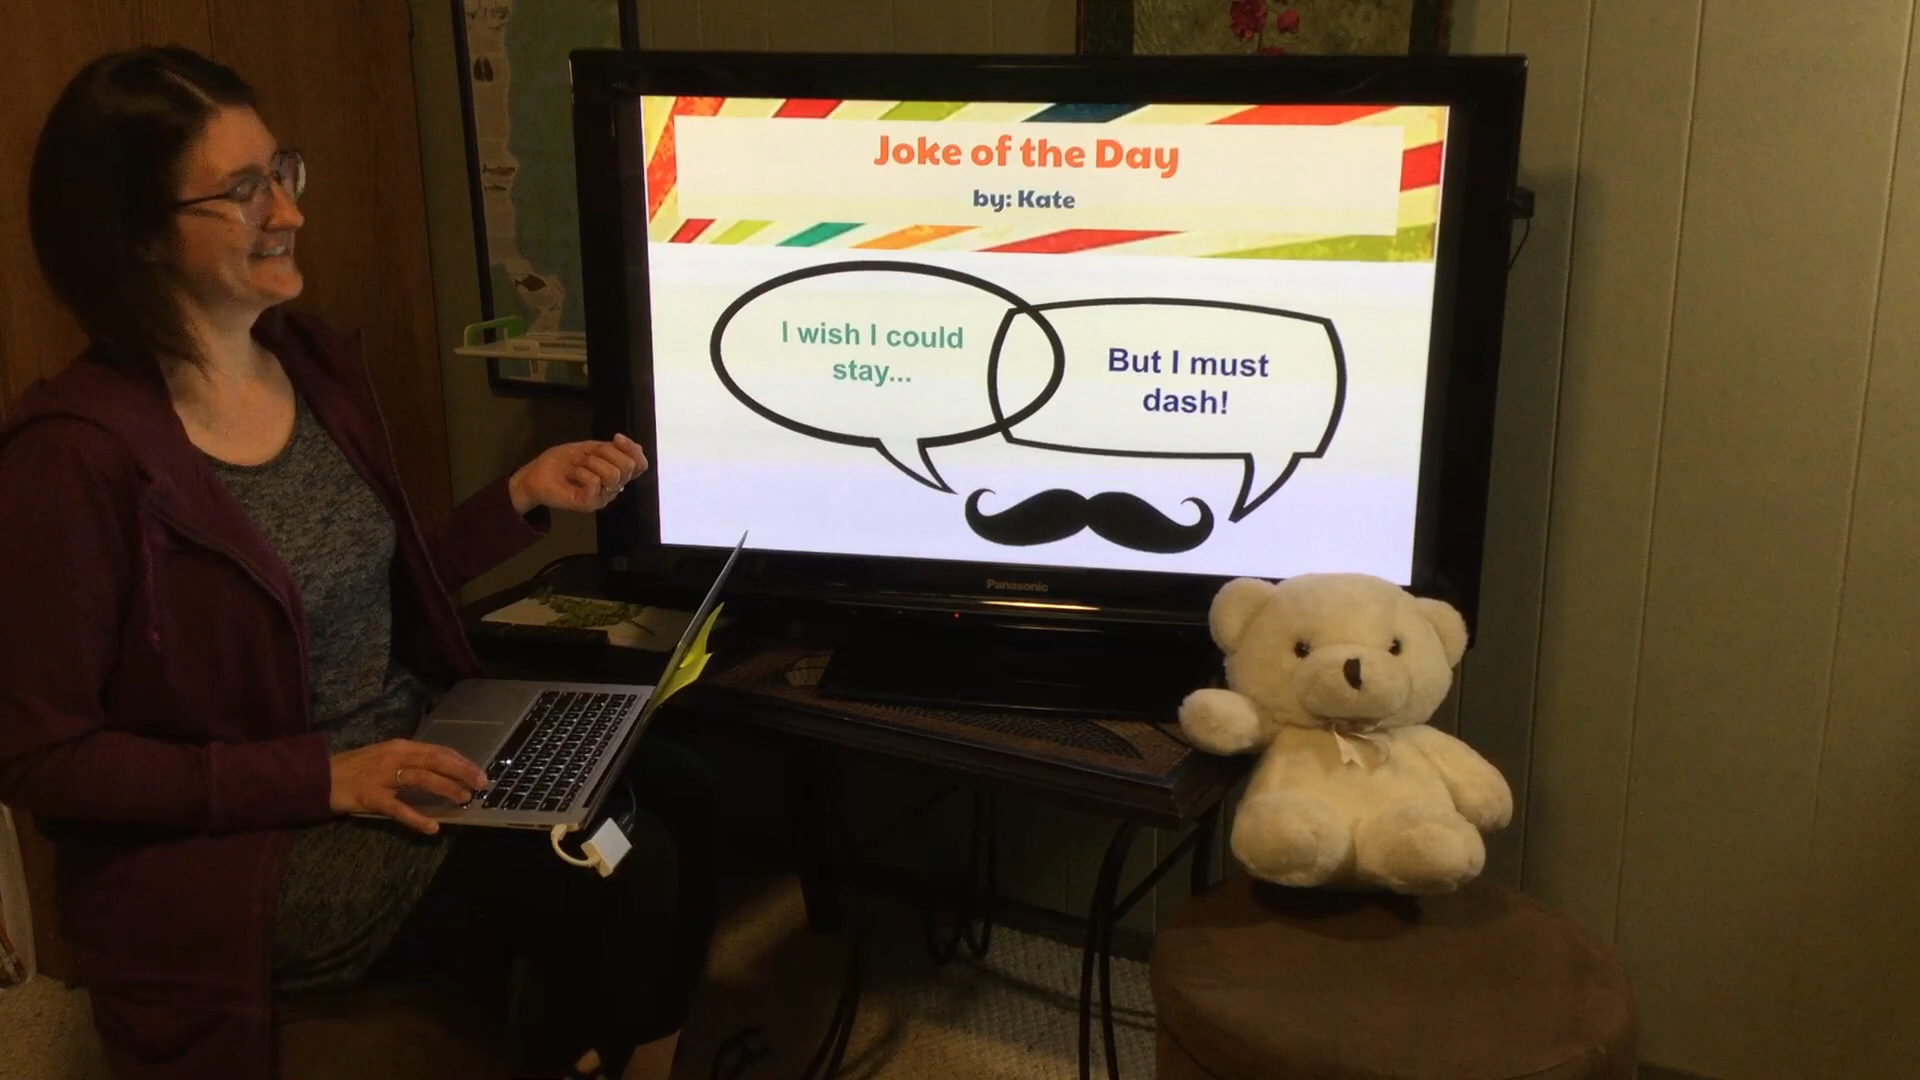 Joke of the Day
by: Kate
I wish I could
stay...
But I must
dash!
Panasonic